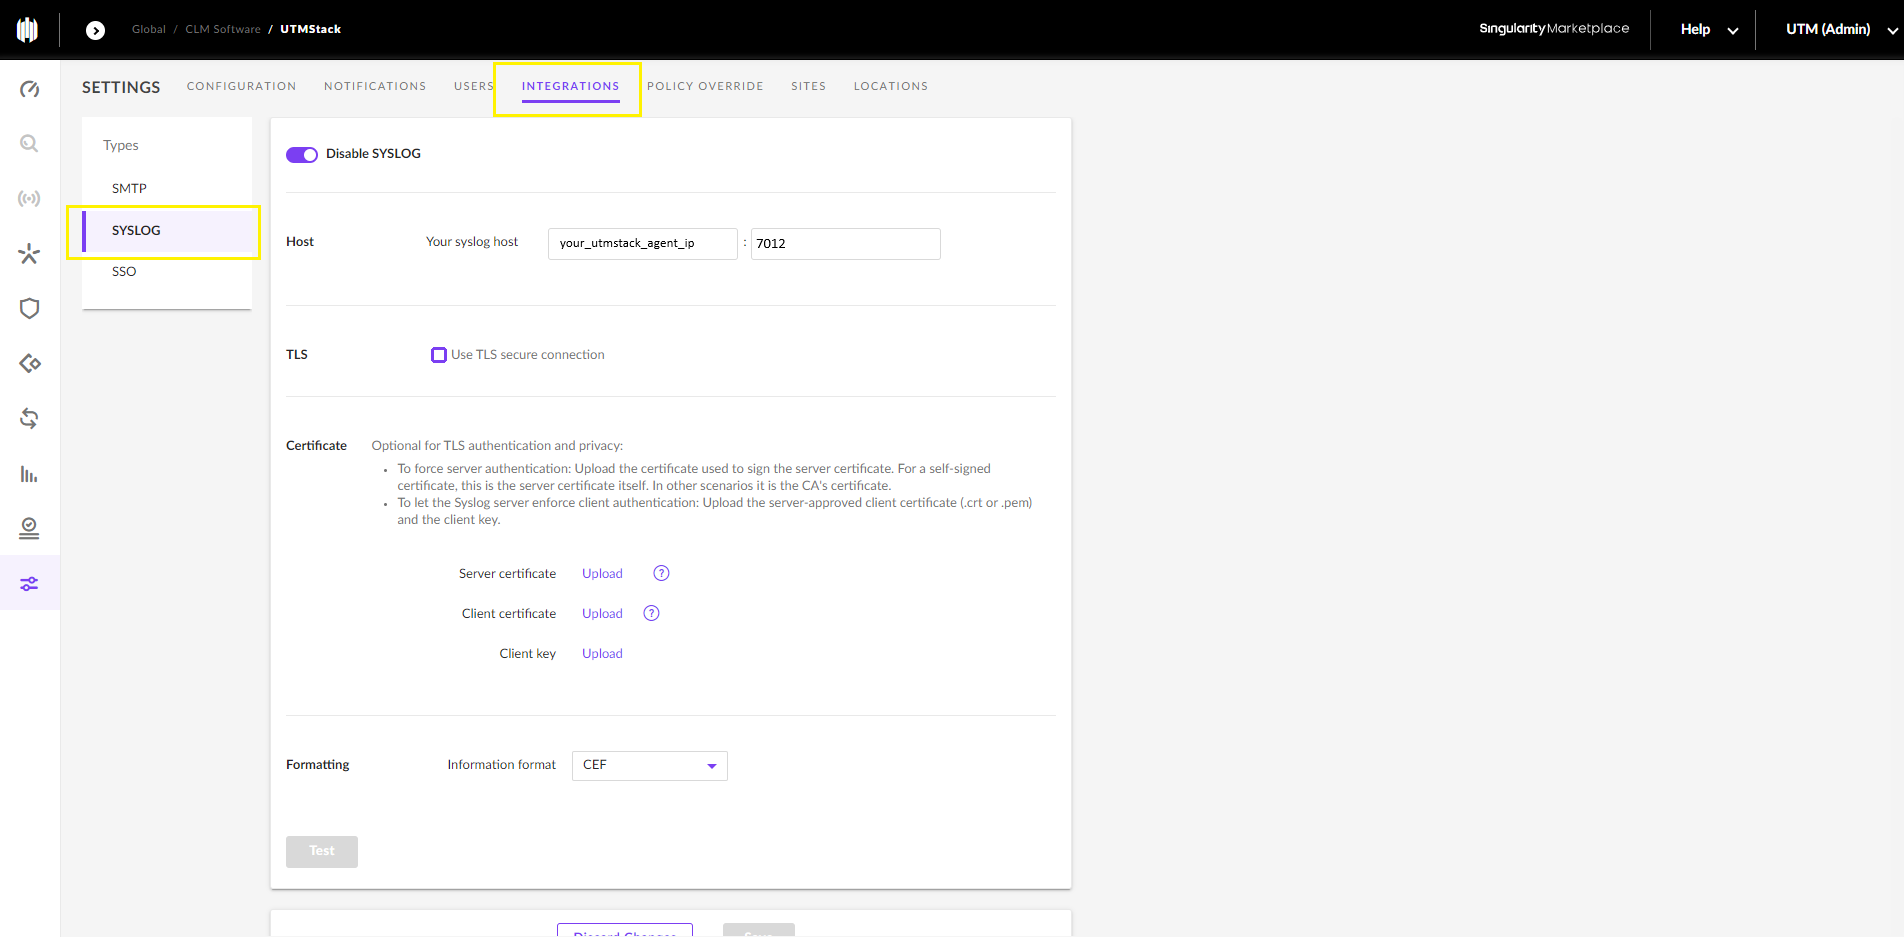 Global / CLM Software / UTMStack
SingularityMarketplace
Help
UTM (Admin)
SETTINGS
CONFIGURATION
NOTIFICATIONS
USERS
INTEGRATIONS
POLICY OVERRIDE
SITES
LOCATIONS
Types
SMTP
SYSLOG
SSO
Disable SYSLOG
Host
Your syslog host
your_utmstack_agent_ip : 7012
TLS
Use TLS secure connection
Certificate
Optional for TLS authentication and privacy:
• To force server authentication: Upload the certificate used to sign the server certificate. For a self-signed
certificate, this is the server certificate itself. In other scenarios it is the CA's certificate.
• To let the Syslog server enforce client authentication: Upload the server-approved client certificate (.crt or .pem)
and the client key.
Server certificate Upload ?
Client certificate Upload ?
Client key Upload
Formatting
Information format
CEF
Test
Discard Changes
Save